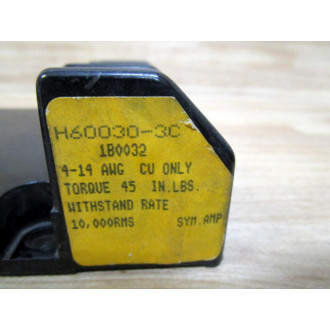 H60030-3C
1B0032
4-14 AWG CU ONLY
TORQUE 45 IN.LBS.
WITHSTAND RATE
10,000RMS SYM.AMP